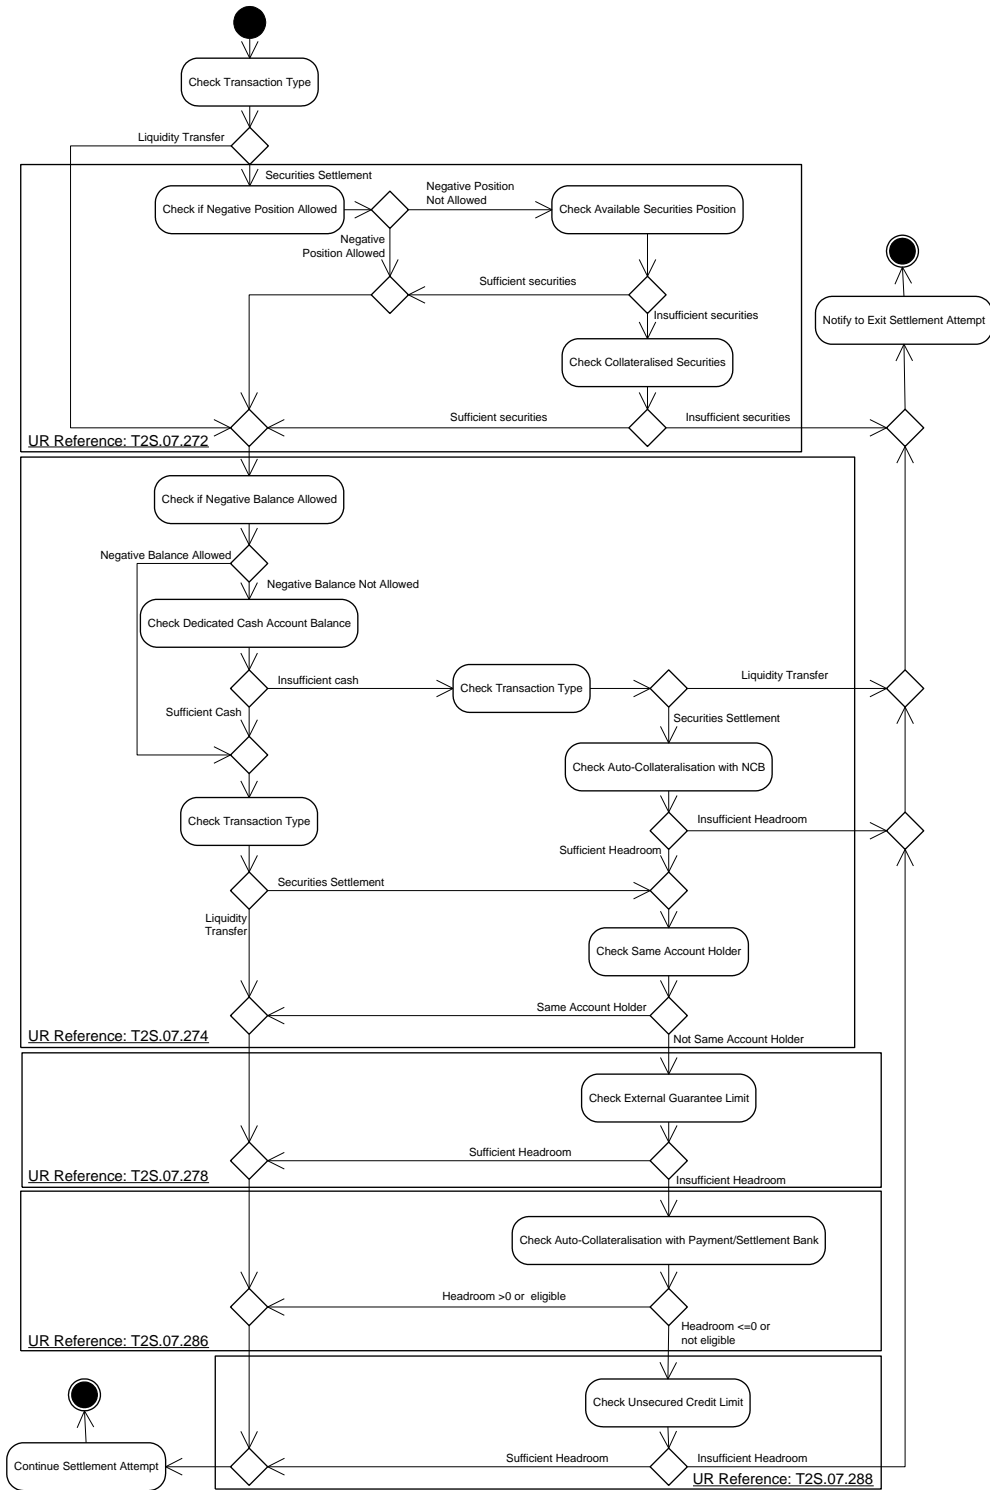 Check Transaction Type
Liquidity Transfer
Securities Settlement
Check if Negative Position Allowed
Negative Position
Not Allowed
Check Available Securities Position
Negative
Position Allowed
Sufficient securities
Insufficient securities
Notify to Exit Settlement Attempt
Check Collateralised Securities
Sufficient securities
Insufficient securities
UR Reference: T2S.07.272
Check if Negative Balance Allowed
Negative Balance Allowed
Negative Balance Not Allowed
Check Dedicated Cash Account Balance
Insufficient cash
Check Transaction Type
Liquidity Transfer
Sufficient Cash
Securities Settlement
Check Auto-Collateralisation with NCB
Check Transaction Type
Insufficient Headroom
Sufficient Headroom
Securities Settlement
Liquidity
Transfer
Check Same Account Holder
Same Account Holder
UR Reference: T2S.07.274
Not Same Account Holder
Check External Guarantee Limit
Sufficient Headroom
UR Reference: T2S.07.278
Insufficient Headroom
Check Auto-Collateralisation with Payment/Settlement Bank
Headroom >0 or eligible
Headroom <=0 or
not eligible
UR Reference: T2S.07.286
Check Unsecured Credit Limit
Continue Settlement Attempt
Sufficient Headroom
Insufficient Headroom
UR Reference: T2S.07.288